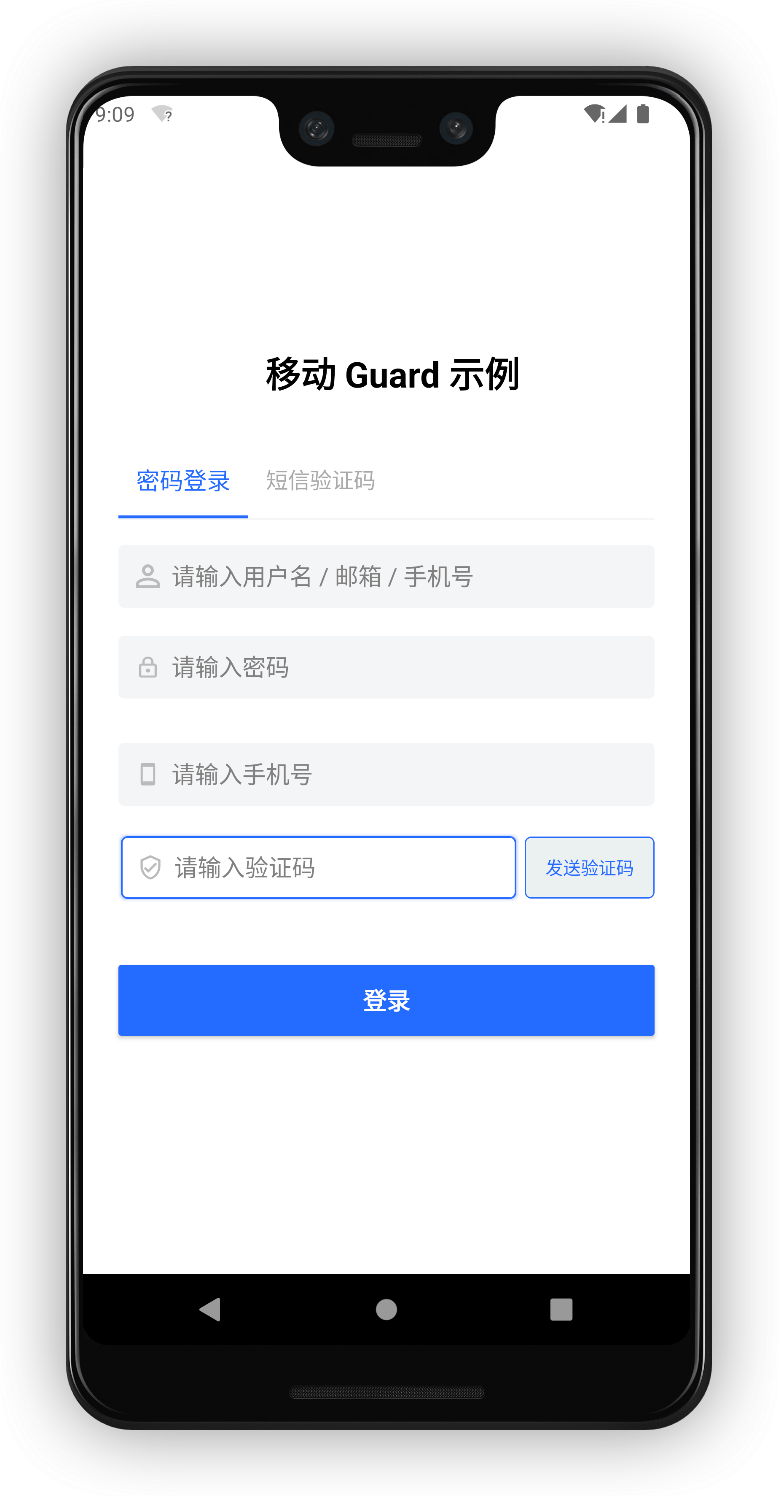 9:09
移动 Guard 示例
密码登录 短信验证码
请输入用户名 / 邮箱 / 手机号
请输入密码
请输入手机号
请输入验证码 发送验证码
登录